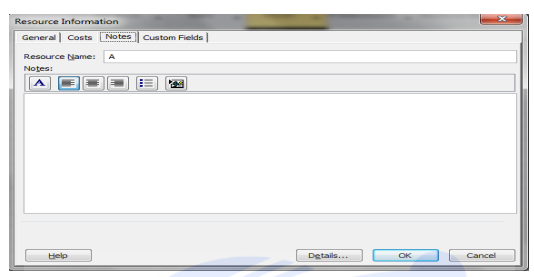 Resource Information
General Costs Notes Custom Fields
Resource Name: A
Notes:
A
Help Details... OK Cancel